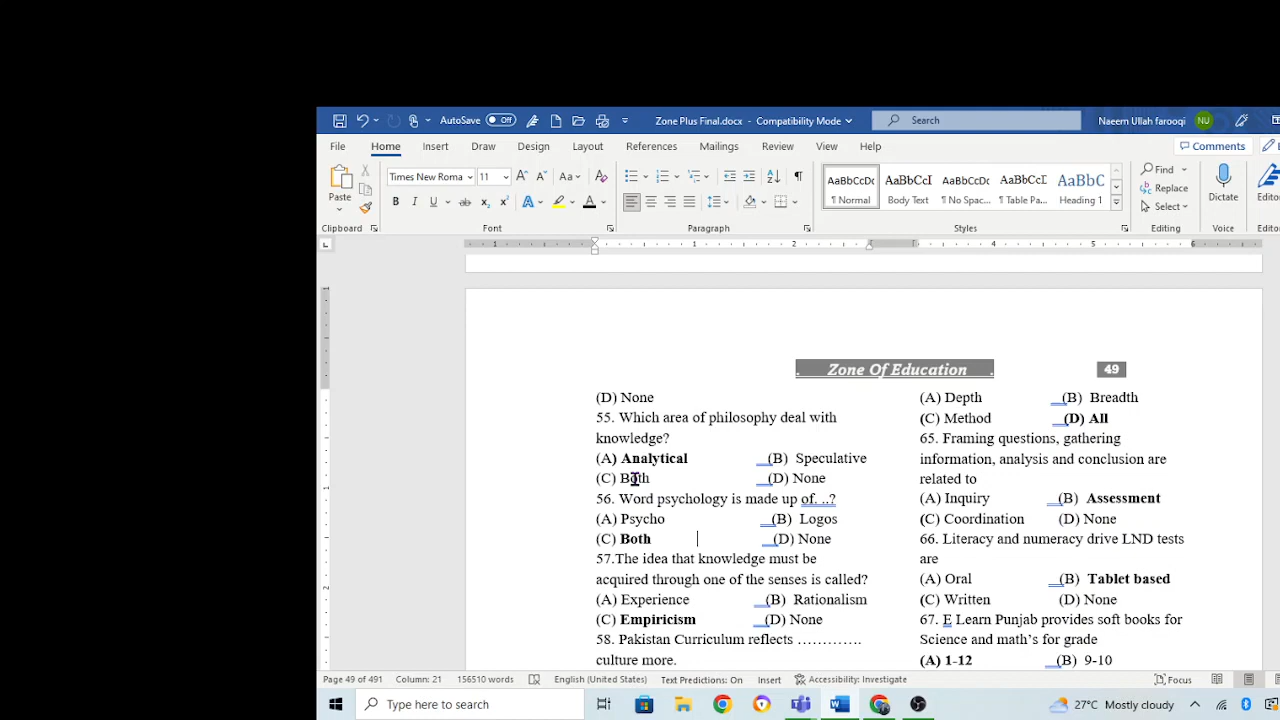 AutoSave Off Zone Plus Final.docx - Compatibility Mode Search Naeem Ullah farooqi NU
File Home Insert Draw Design Layout References Mailings Review View Help Comments
Paste Times New Roma 11 Aa B I U ab x₂ x² A A
AaBbCcDc AaBbCcI AaBbCcDc AaBbCcD AaBbC
¶ Normal Body Text ¶ No Spac... ¶ Table Pa... Heading 1
Find
Replace
Select
Dictate
Clipboard Font Paragraph Styles Editing Voice
. Zone Of Education . 49
(D) None
55. Which area of philosophy deal with
knowledge?
(A) Analytical (B) Speculative
(C) Both (D) None
56. Word psychology is made up of. ..?
(A) Psycho (B) Logos
(C) Both (D) None
57.The idea that knowledge must be
acquired through one of the senses is called?
(A) Experience (B) Rationalism
(C) Empiricism (D) None
58. Pakistan Curriculum reflects ………….
culture more.
(A) Depth (B) Breadth
(C) Method (D) All
65. Framing questions, gathering
information, analysis and conclusion are
related to
(A) Inquiry (B) Assessment
(C) Coordination (D) None
66. Literacy and numeracy drive LND tests
are
(A) Oral (B) Tablet based
(C) Written (D) None
67. E Learn Punjab provides soft books for
Science and math’s for grade
(A) 1-12 (B) 9-10
Page 49 of 491 Column: 21 156510 words English (United States) Text Predictions: On Insert Accessibility: Investigate Focus
Type here to search 27°C Mostly cloudy